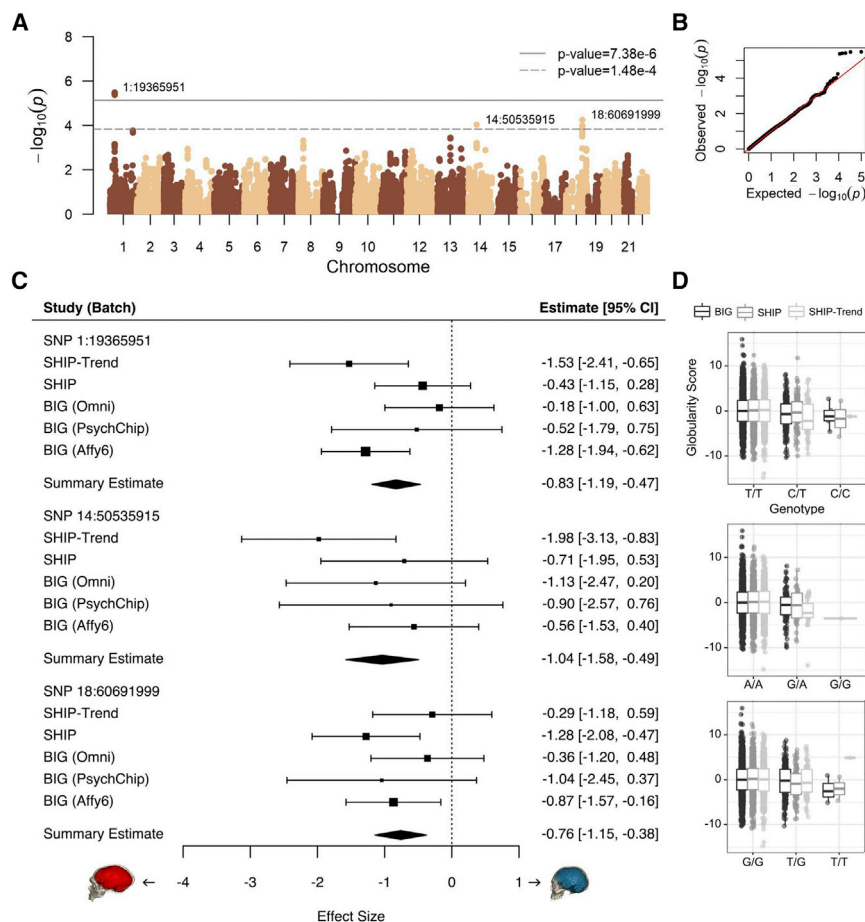 A
8
6
4
2
0
− log10(p)
1:19365951
14:50535915
18:60691999
p-value=7.38e-6
p-value=1.48e-4
1 2 3 4 5 6 7 8 9 10 12 13 14 15 17 19 21
Chromosome
B
Observed −log10(p)
4
2
0
0 1 2 3 4 5
Expected −log10(p)
C
Study (Batch) Estimate [95% CI]
SNP 1:19365951
SHIP-Trend -1.53 [-2.41, -0.65]
SHIP -0.43 [-1.15, 0.28]
BIG (Omni) -0.18 [-1.00, 0.63]
BIG (PsychChip) -0.52 [-1.79, 0.75]
BIG (Affy6) -1.28 [-1.94, -0.62]
Summary Estimate -0.83 [-1.19, -0.47]
SNP 14:50535915
SHIP-Trend -1.98 [-3.13, -0.83]
SHIP -0.71 [-1.95, 0.53]
BIG (Omni) -1.13 [-2.47, 0.20]
BIG (PsychChip) -0.90 [-2.57, 0.76]
BIG (Affy6) -0.56 [-1.53, 0.40]
Summary Estimate -1.04 [-1.58, -0.49]
SNP 18:60691999
SHIP-Trend -0.29 [-1.18, 0.59]
SHIP -1.28 [-2.08, -0.47]
BIG (Omni) -0.36 [-1.20, 0.48]
BIG (PsychChip) -1.04 [-2.45, 0.37]
BIG (Affy6) -0.87 [-1.57, -0.16]
Summary Estimate -0.76 [-1.15, -0.38]
-4 -3 -2 -1 0 1
Effect Size
D
BIG SHIP SHIP-Trend
Globularity Score
10
0
-10
T/T C/T C/C
Genotype
10
0
-10
A/A G/A G/G
10
0
-10
G/G T/G T/T